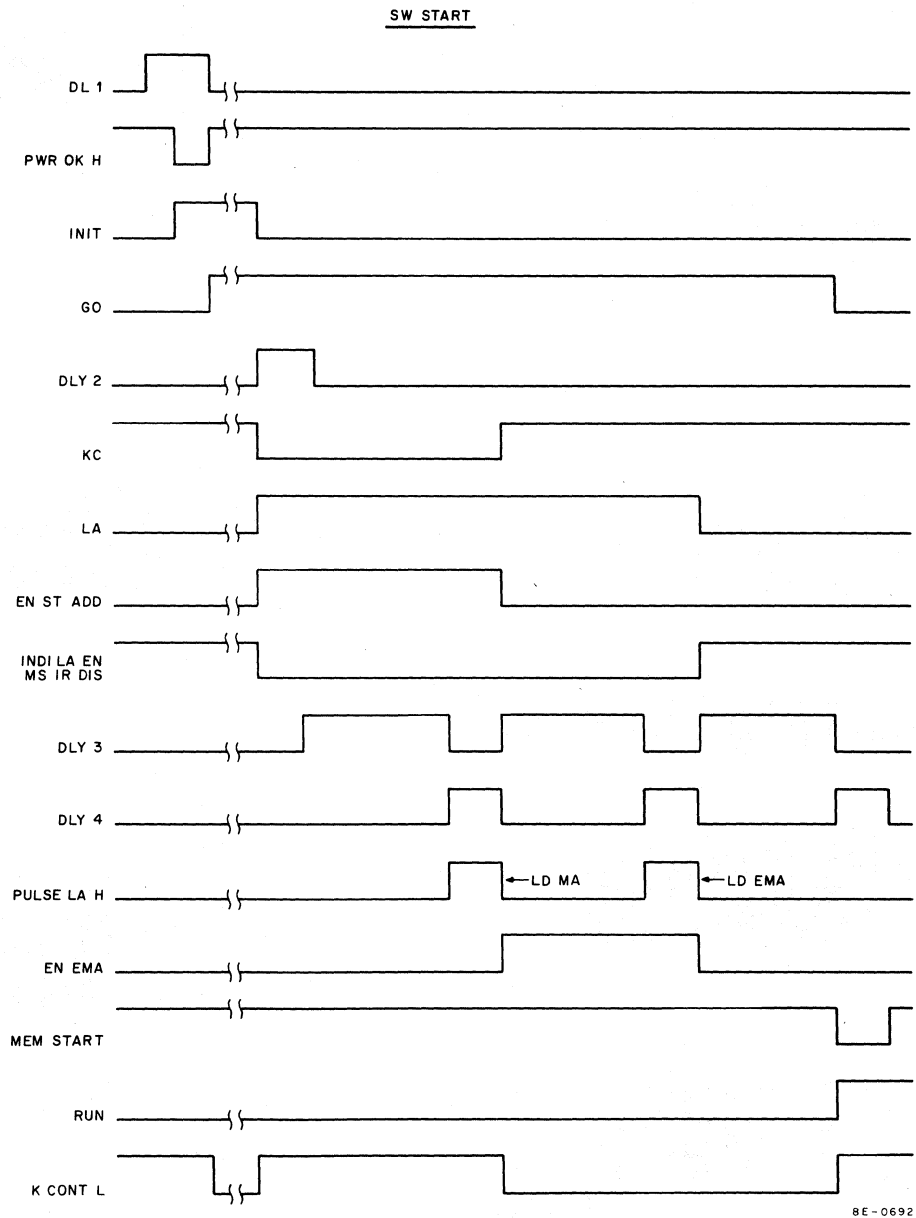 SW START
DL 1
PWR OK H
INIT
GO
DLY 2
KC
LA
EN ST ADD
INDI LA EN
MS IR DIS
DLY 3
DLY 4
PULSE LA H
LD MA
LD EMA
EN EMA
MEM START
RUN
K CONT L
8E-0692